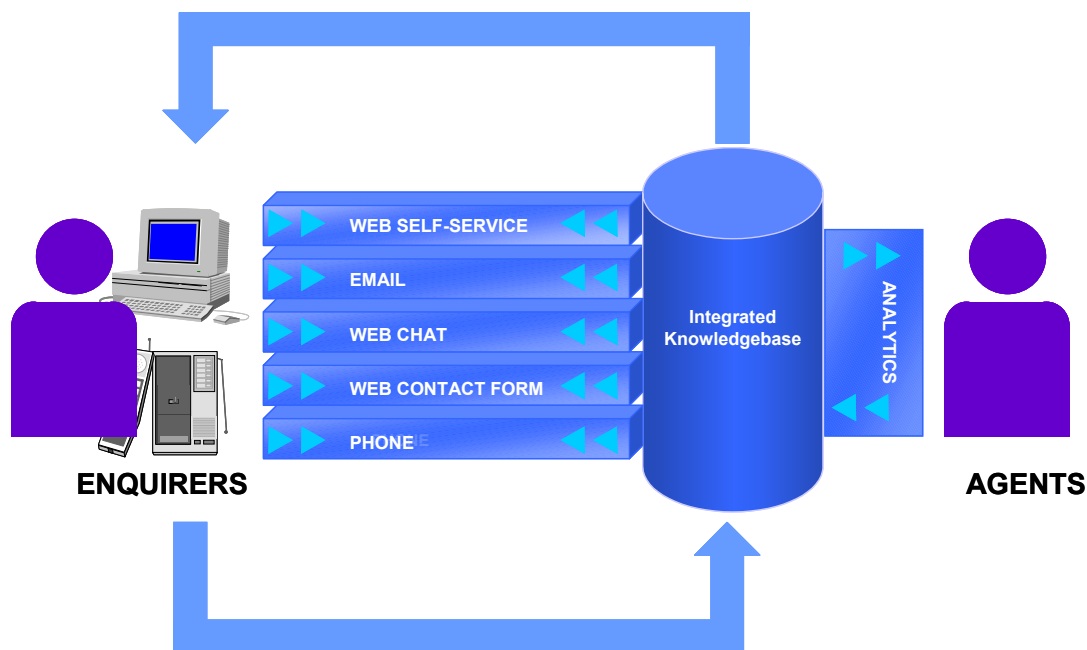 WEB SELF-SERVICE
EMAIL
WEB CHAT
WEB CONTACT FORM
PHONE
Integrated
Knowledgebase
ANALYTICS
ENQUIRERS
AGENTS